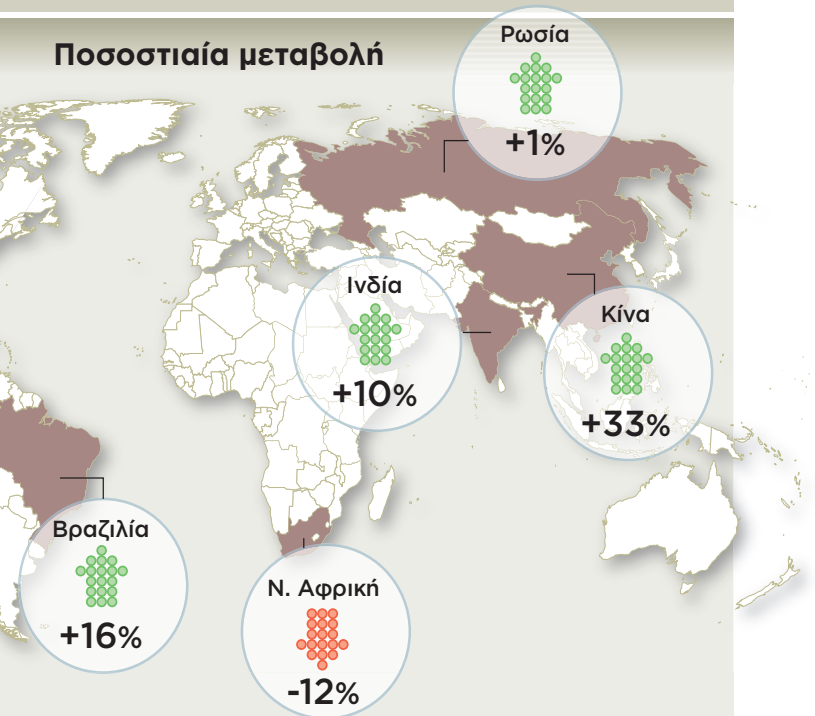 Ποσοστιαία μεταβολή
Ρωσία
+1%
Ινδία
+10%
Κίνα
+33%
Βραζιλία
+16%
Ν. Αφρική
-12%